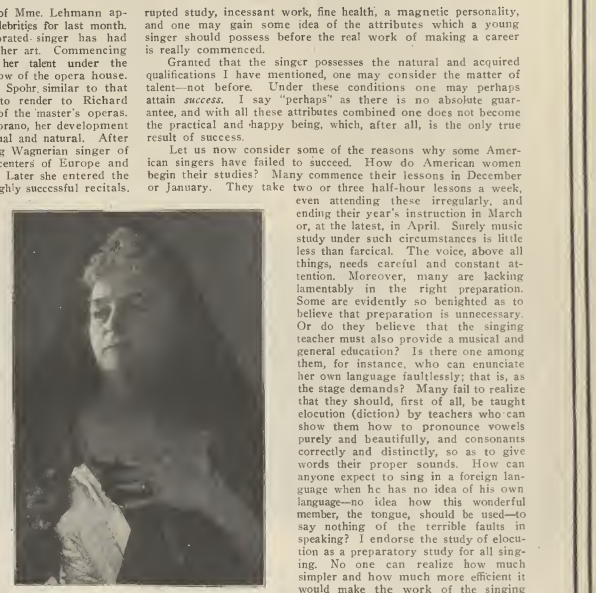 of Mme. Lehmann ap-
lebrities for last month.
orated singer has had
her art. Commencing
her talent under the
ow of the opera house.
Spohr similar to that
to render to Richard
of the master's operas.
orano, her development
ual and natural. After
g Wagnerian singer of
centers of Europe and
Later she entered the
ghly successful recitals.
rupted study, incessant work, fine health, a magnetic personality,
and one may gain some idea of the attributes which a young
singer should possess before the real work of making a career
is really commenced.
Granted that the singer possesses the natural and acquired
qualifications I have mentioned, one may consider the matter of
talent—not before. Under these conditions one may perhaps
attain success. I say "perhaps" as there is no absolute guar-
antee, and with all these attributes combined one does not become
the practical and happy being, which, after all, is the only true
result of success.
Let us now consider some of the reasons why some Amer-
ican singers have failed to succeed. How do American women
begin their studies? Many commence their lessons in December
or January. They take two or three half-hour lessons a week,
even attending these irregularly, and
ending their year's instruction in March
or, at the latest, in April. Surely music
study under such circumstances is little
less than farcical. The voice, above all
things, needs careful and constant at-
tention. Moreover, many are lacking
lamentably in the right preparation.
Some are evidently so benighted as to
believe that preparation is unnecessary.
Or do they believe that the singing
teacher must also provide a musical and
general education? Is there one among
them, for instance, who can enunciate
her own language faultlessly; that is, as
the stage demands? Many fail to realize
that they should, first of all, be taught
elocution (diction) by teachers who can
show them how to pronounce vowels
purely and beautifully, and consonants
correctly and distinctly, so as to give
words their proper sounds. How can
anyone expect to sing in a foreign lan-
guage when he has no idea of his own
language—no idea how this wonderful
member, the tongue, should be used—to
say nothing of the terrible faults in
speaking? I endorse the study of elocu-
tion as a preparatory study for all sing-
ing. No one can realize how much
simpler and how much more efficient it
would make the work of the singing